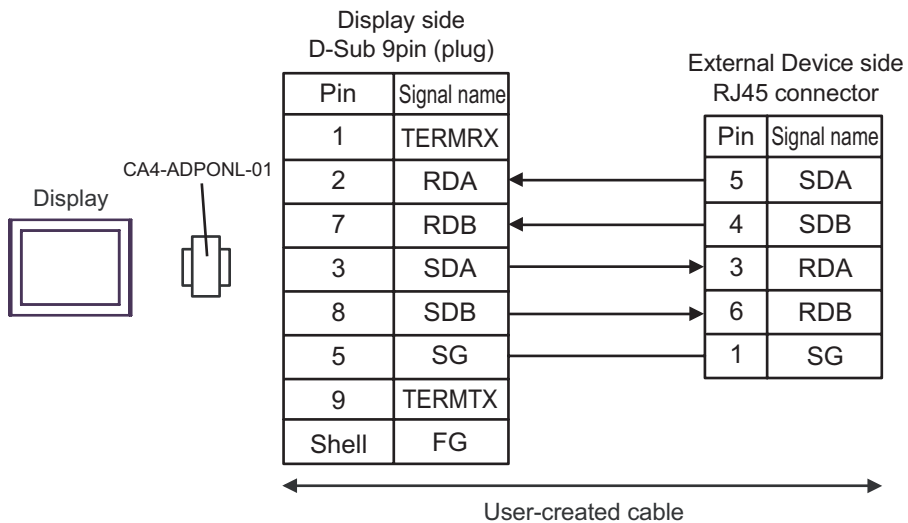 Display side
D-Sub 9pin (plug)
External Device side
RJ45 connector
Display
CA4-ADPONL-01
Pin Signal name
1 TERMRX
2 RDA
7 RDB
3 SDA
8 SDB
5 SG
9 TERMTX
Shell FG
Pin Signal name
5 SDA
4 SDB
3 RDA
6 RDB
1 SG
User-created cable